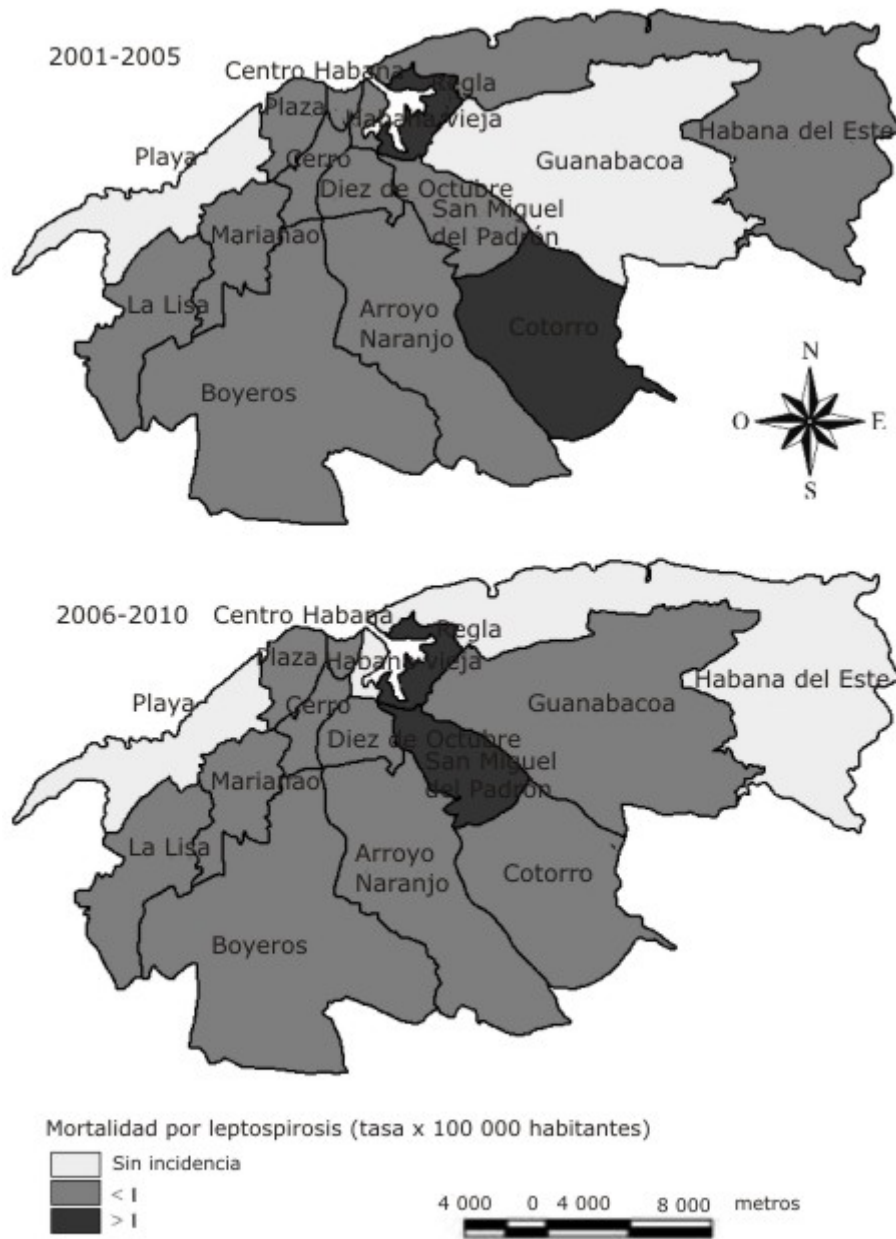 2001-2005
Centro Habana
Regla
Plaza
Habana vieja
Habana del Este
Playa
Cerro
Guanabacoa
Diez de Octubre
San Miguel
del Padrón
Marianao
La Lisa
Arroyo
Naranjo
Cotorro
Boyeros
N
O
E
S
2006-2010
Centro Habana
Regla
Plaza
Habana vieja
Habana del Este
Playa
Cerro
Guanabacoa
Diez de Octubre
San Miguel
del Padrón
Marianao
La Lisa
Arroyo
Naranjo
Cotorro
Boyeros
Mortalidad por leptospirosis (tasa x 100 000 habitantes)
Sin incidencia
< I
> I
4 000 0 4 000 8 000 metros